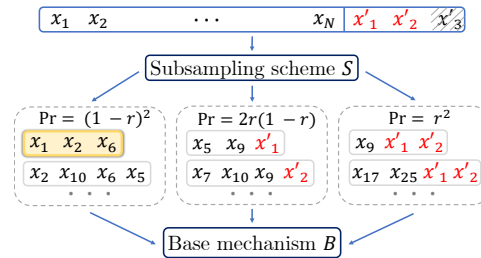 x₁ x₂ ⋯ x_N x′₁ x′₂ x′₃
Subsampling scheme S
Pr = (1 − r)² Pr = 2r(1 − r) Pr = r²
x₁ x₂ x₆ x₅ x₉ x′₁ x₉ x′₁ x′₂
x₂ x₁₀ x₆ x₅ x₇ x₁₀ x₉ x′₂ x₁₇ x₂₅ x′₁ x′₂
⋯ ⋯ ⋯
Base mechanism B